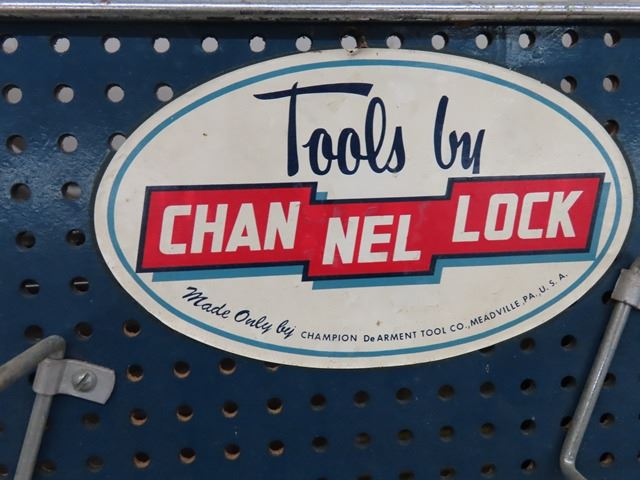 Tools by
CHAN NEL LOCK
Made Only by CHAMPION DeARMENT TOOL CO., MEADVILLE, PA., U.S.A.